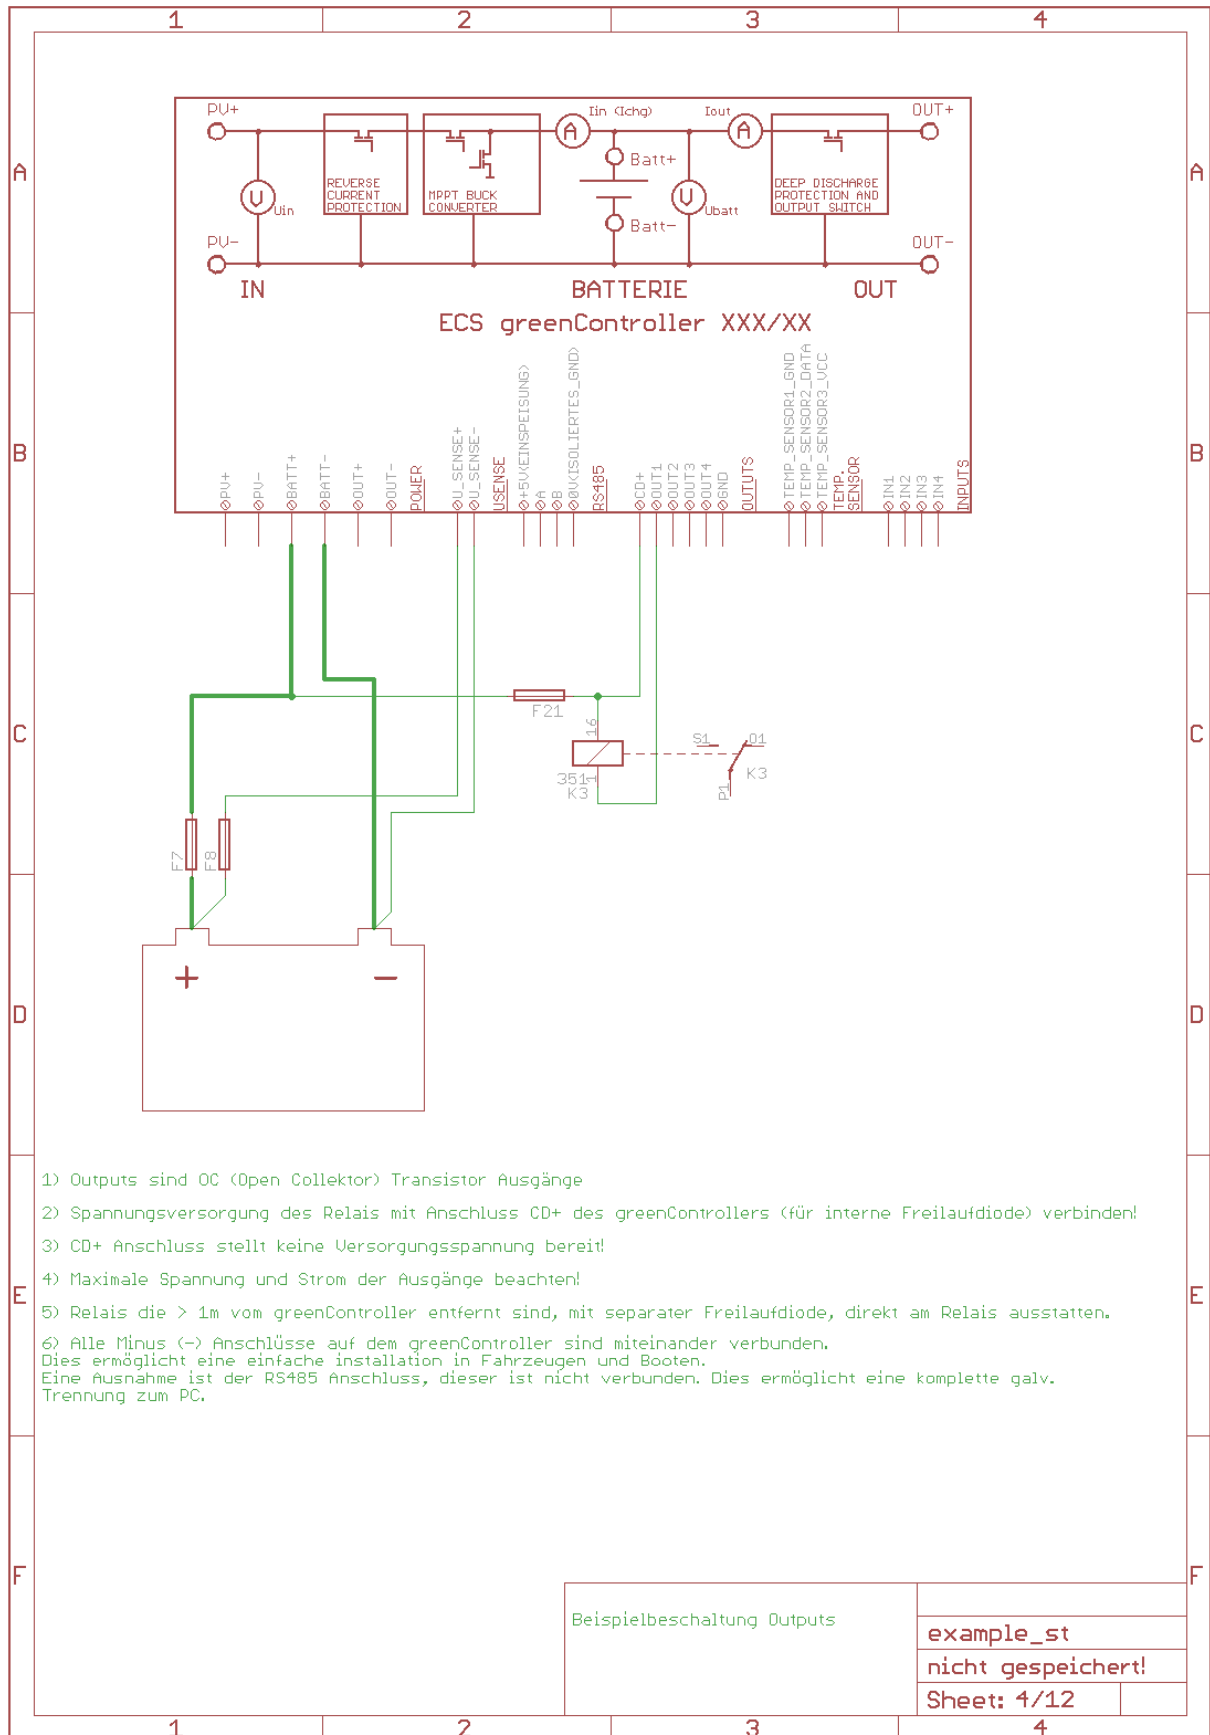 1 2 3 4
PV+
Iin (Ichg)
Iout
OUT+
A
A
A
A
Batt+
V
Uin
REVERSE
CURRENT
PROTECTION
MPPT BUCK
CONVERTER
V
Ubatt
DEEP DISCHARGE
PROTECTION AND
OUTPUT SWITCH
Batt-
PV-
OUT-
IN
BATTERIE
OUT
ECS greenController XXX/XX
B
B
PV+
PV-
BATT+
BATT-
OUT+
OUT-
POWER
U_SENSE+
U_SENSE-
USENSE
+5V(EINSPEISUNG)
A
B
0V(ISOLIERTES_GND)
RS485
CD+
OUT1
OUT2
OUT3
OUT4
GND
OUTUTS
TEMP_SENSOR1_GND
TEMP_SENSOR2_DATA
TEMP_SENSOR3_VCC
TEMP.
SENSOR
IN1
IN2
IN3
IN4
INPUTS
C
C
F21
16
351
1
K3
S1
O1
K3
P1
F7
F8
D
D
+
-
E
E
1) Outputs sind OC (Open Collektor) Transistor Ausgänge
2) Spannungsversorgung des Relais mit Anschluss CD+ des greenControllers (für interne Freilaufdiode) verbinden!
3) CD+ Anschluss stellt keine Versorgungsspannung bereit!
4) Maximale Spannung und Strom der Ausgänge beachten!
5) Relais die > 1m vom greenController entfernt sind, mit separater Freilaufdiode, direkt am Relais ausstatten.
6) Alle Minus (-) Anschlüsse auf dem greenController sind miteinander verbunden.
Dies ermöglicht eine einfache installation in Fahrzeugen und Booten.
Eine Ausnahme ist der RS485 Anschluss, dieser ist nicht verbunden. Dies ermöglicht eine komplette galv.
Trennung zum PC.
F
F
Beispielbeschaltung Outputs
example_st
nicht gespeichert!
Sheet: 4/12
1 2 3 4